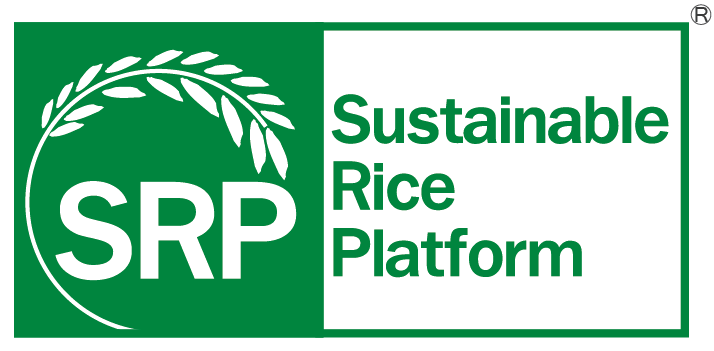 SRP
Sustainable
Rice
Platform
®